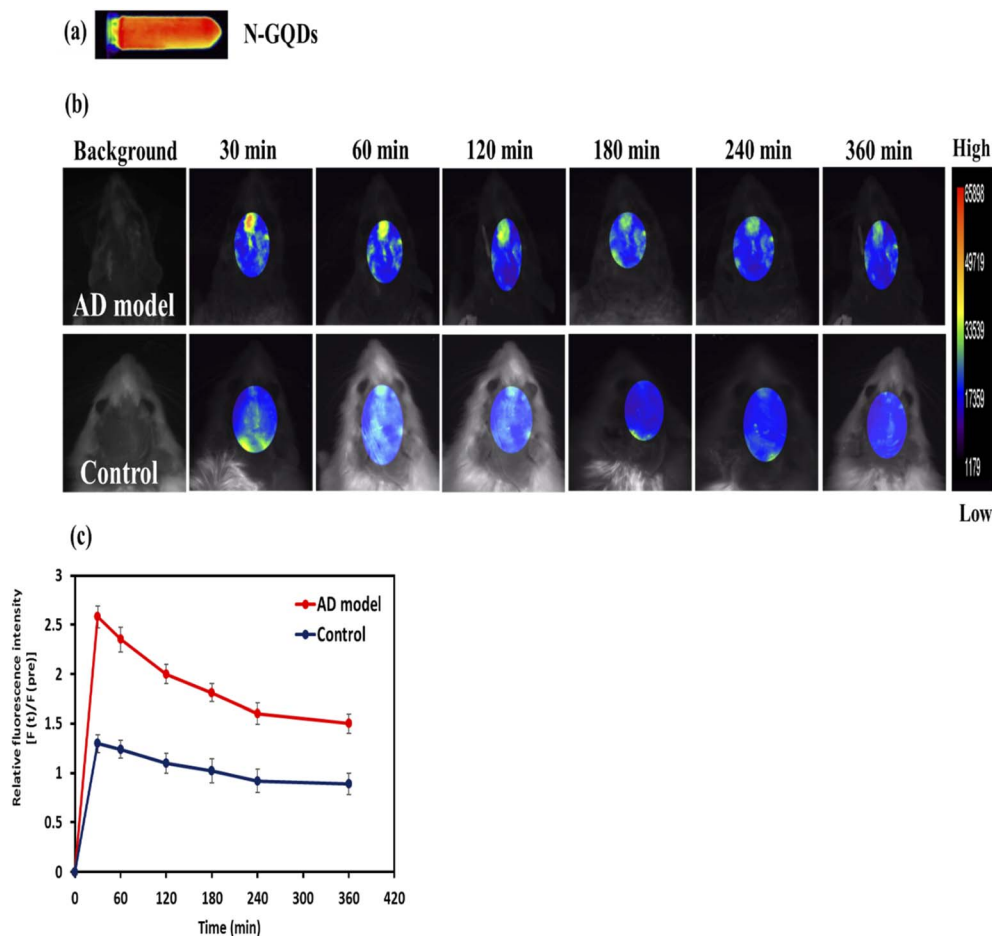 (a)
N-GQDs
(b)
Background 30 min 60 min 120 min 180 min 240 min 360 min
High
AD model
65898
49719
33539
17359
1179
Control
Low
(c)
3
2.5
2
1.5
1
0.5
0
AD model
Control
Relative fluorescence intensity
[F (t)/F (pre)]
0 60 120 180 240 300 360 420
Time (min)